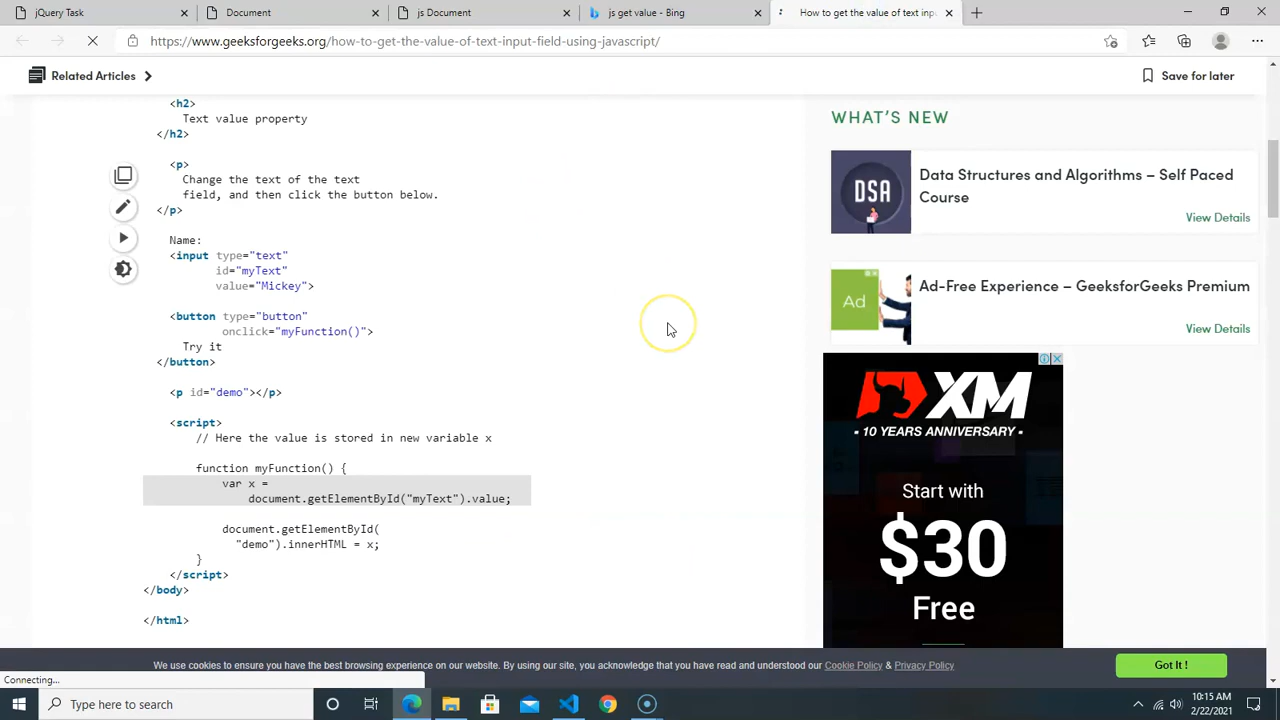 jQuery Task
Document
js Document
js get value - Bing
How to get the value of text inpu
https://www.geeksforgeeks.org/how-to-get-the-value-of-text-input-field-using-javascript/
Related Articles
Save for later
<h2>
Text value property
</h2>
<p>
Change the text of the text
field, and then click the button below.
</p>
Name:
<input type="text"
id="myText"
value="Mickey">
<button type="button"
onclick="myFunction()">
Try it
</button>
<p id="demo"></p>
<script>
// Here the value is stored in new variable x
function myFunction() {
var x =
document.getElementById("myText").value;
document.getElementById(
"demo").innerHTML = x;
}
</script>
</body>
</html>
WHAT'S NEW
DSA
Data Structures and Algorithms – Self Paced
Course
View Details
Ad
Ad-Free Experience – GeeksforGeeks Premium
View Details
XM
- 10 YEARS ANNIVERSARY -
Start with
$30
Free
We use cookies to ensure you have the best browsing experience on our website. By using our site, you acknowledge that you have read and understood our Cookie Policy & Privacy Policy
Got It !
Connecting...
Type here to search
10:15 AM
2/22/2021